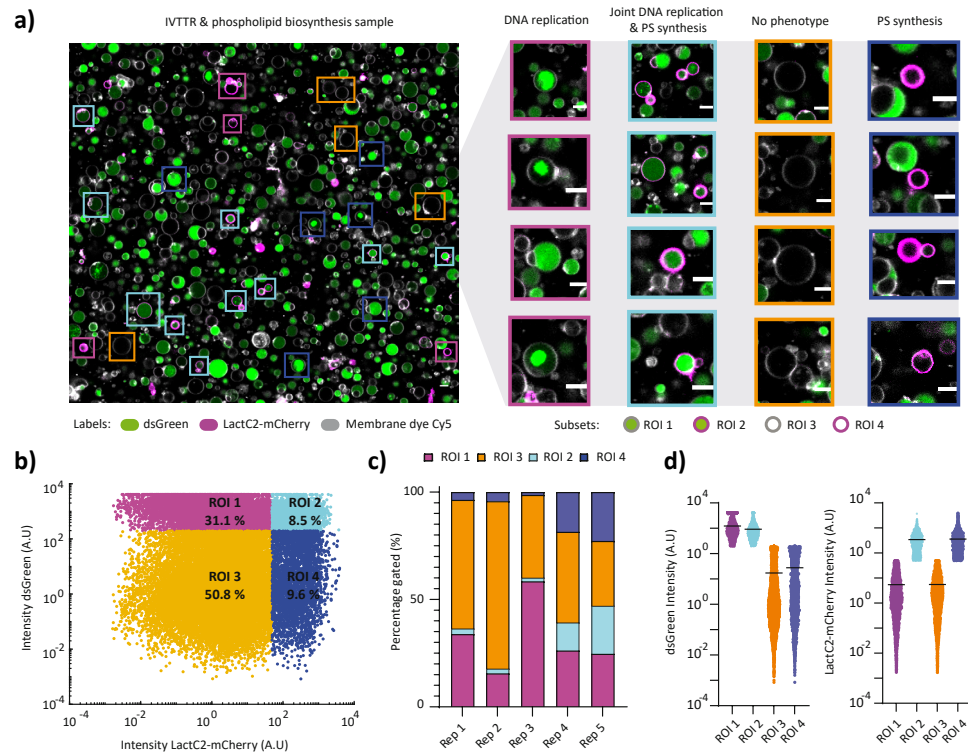 a)
IVTTR & phospholipid biosynthesis sample
DNA replication
Joint DNA replication
& PS synthesis
No phenotype
PS synthesis
Labels: dsGreen LactC2-mCherry Membrane dye Cy5
Subsets: ROI 1 ROI 2 ROI 3 ROI 4
b)
Intensity dsGreen (A.U)
10⁴
10²
10⁰
10⁻²
10⁻⁴
ROI 1
31.1 %
ROI 2
8.5 %
ROI 3
50.8 %
ROI 4
9.6 %
10⁻⁴ 10⁻² 10⁰ 10² 10⁴
Intensity LactC2-mCherry (A.U)
c)
ROI 1 ROI 3 ROI 2 ROI 4
Percentage gated (%)
100
50
0
Rep 1
Rep 2
Rep 3
Rep 4
Rep 5
d)
dsGreen Intensity (A.U)
10⁴
10²
10⁰
10⁻²
10⁻⁴
ROI 1
ROI 2
ROI 3
ROI 4
LactC2-mCherry Intensity (A.U)
10⁴
10²
10⁰
10⁻²
10⁻⁴
ROI 1
ROI 2
ROI 3
ROI 4